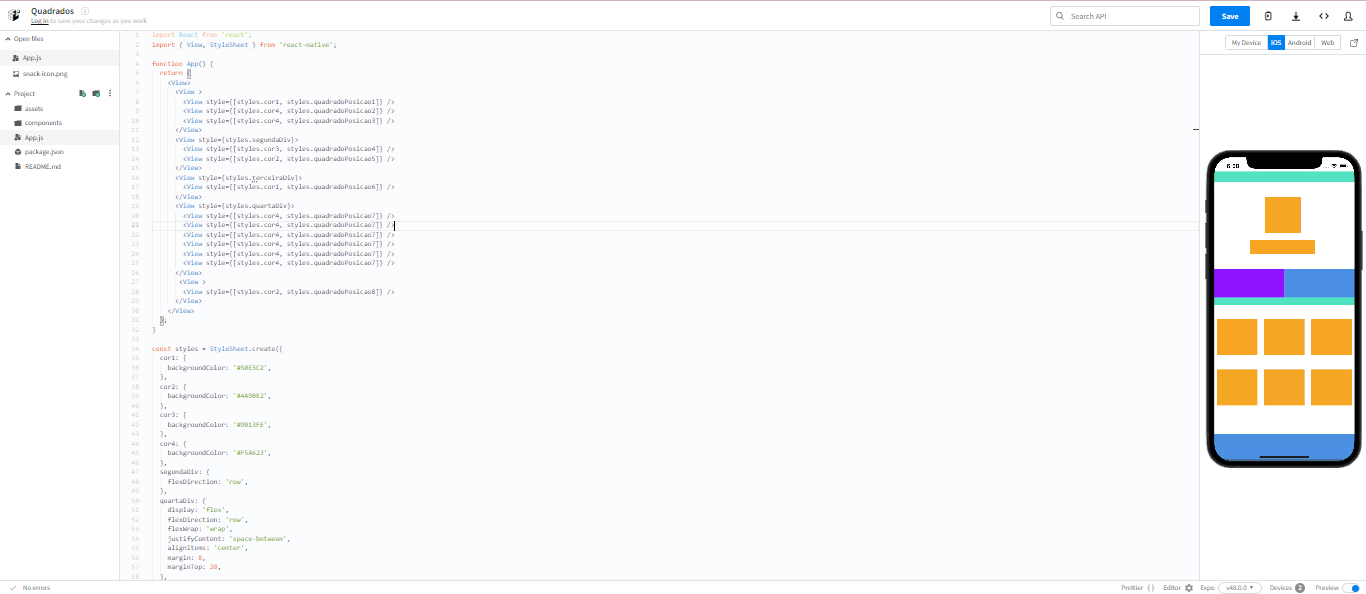 Quadrados
Log in to save your changes as you work
Search API
Save
Open files
App.js
snack-icon.png
Project
assets
components
App.js
package.json
README.md
1 import React from 'react';
2 import { View, StyleSheet } from 'react-native';
3
4 function App() {
5 return (
6 <View>
7 <View >
8 <View style={[styles.cor1, styles.quadradoPosicao1]} />
9 <View style={[styles.cor4, styles.quadradoPosicao2]} />
10 <View style={[styles.cor4, styles.quadradoPosicao3]} />
11 </View>
12 <View style={styles.segundaDiv}>
13 <View style={[styles.cor3, styles.quadradoPosicao4]} />
14 <View style={[styles.cor2, styles.quadradoPosicao5]} />
15 </View>
16 <View style={styles.terceiraDiv}>
17 <View style={[styles.cor1, styles.quadradoPosicao6]} />
18 </View>
19 <View style={styles.quartaDiv}>
20 <View style={[styles.cor4, styles.quadradoPosicao7]} />
21 <View style={[styles.cor4, styles.quadradoPosicao7]} />
22 <View style={[styles.cor4, styles.quadradoPosicao7]} />
23 <View style={[styles.cor4, styles.quadradoPosicao7]} />
24 <View style={[styles.cor4, styles.quadradoPosicao7]} />
25 <View style={[styles.cor4, styles.quadradoPosicao7]} />
26 </View>
27 <View >
28 <View style={[styles.cor2, styles.quadradoPosicao8]} />
29 </View>
30 </View>
31 );
32 }
33
34 const styles = StyleSheet.create({
35 cor1: {
36 backgroundColor: '#50E3C2',
37 },
38 cor2: {
39 backgroundColor: '#4A90E2',
40 },
41 cor3: {
42 backgroundColor: '#9013FE',
43 },
44 cor4: {
45 backgroundColor: '#F5A623',
46 },
47 segundaDiv: {
48 flexDirection: 'row',
49 },
50 quartaDiv: {
51 display: 'flex',
52 flexDirection: 'row',
53 flexWrap: 'wrap',
54 justifyContent: 'space-between',
55 alignItems: 'center',
56 margin: 8,
57 marginTop: 20,
58 },
My Device iOS Android Web
No errors
Prettier { } Editor Expo v48.0.0 Devices 2 Preview